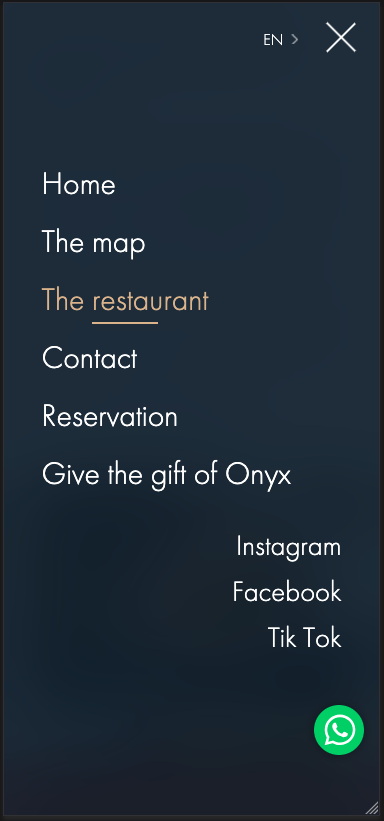 EN
Home
The map
The restaurant
Contact
Reservation
Give the gift of Onyx
Instagram
Facebook
Tik Tok